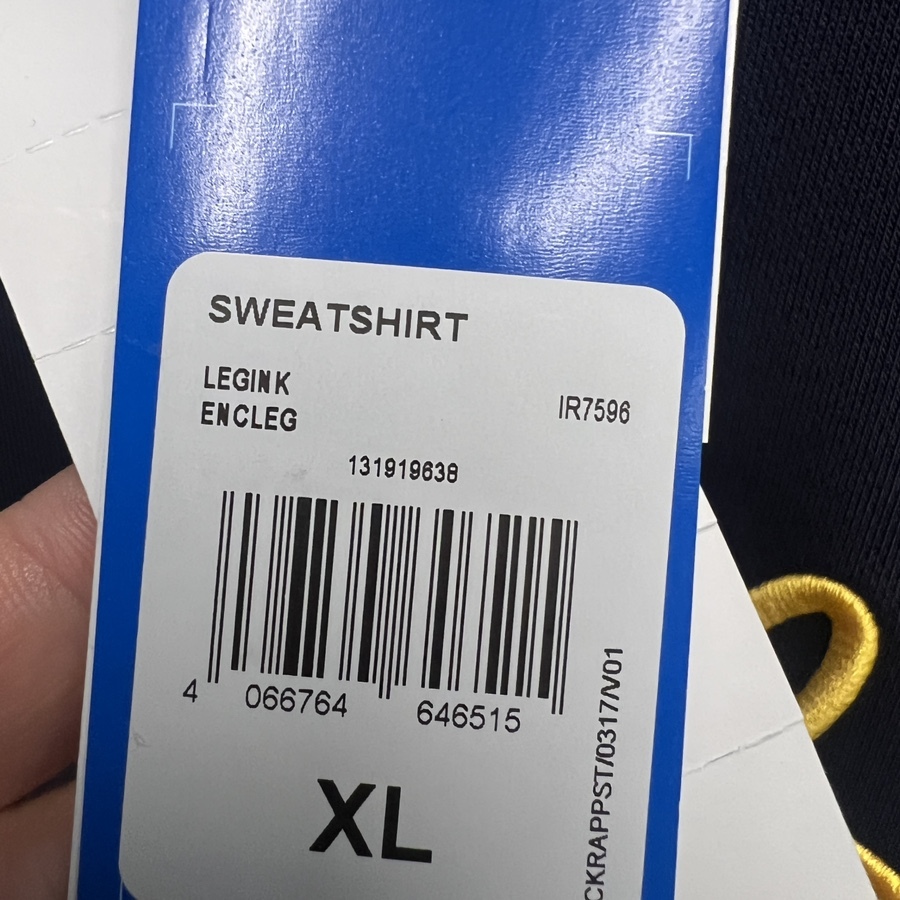 SWEATSHIRT
LEGINK
ENCLEG
IR7596
131919638
4 066764 646515
XL
CKRAPPST/0317/V01